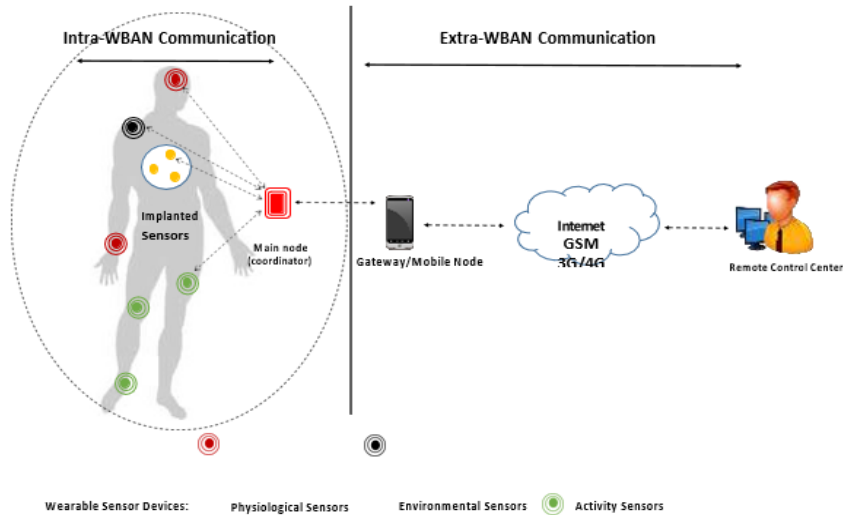 Intra-WBAN Communication
Extra-WBAN Communication
Implanted
Sensors
Main node
(coordinator)
Gateway/Mobile Node
Internet
GSM
3G/4G
Remote Control Center
Wearable Sensor Devices: Physiological Sensors Environmental Sensors Activity Sensors